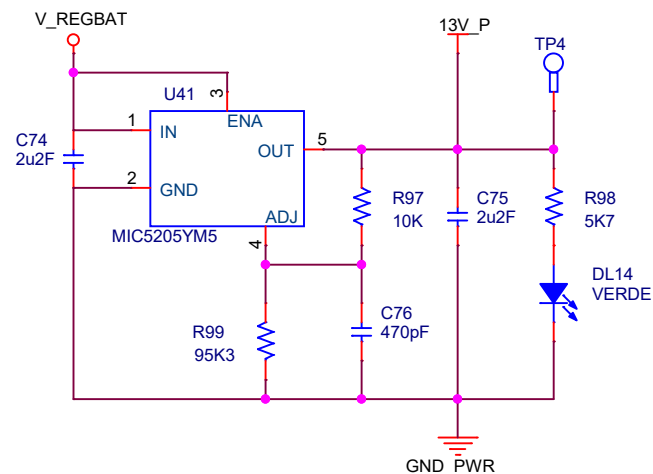 V_REGBAT
13V_P
TP4
U41
3
ENA
1
IN
C74
2u2F
OUT
5
2
GND
R97
10K
C75
2u2F
R98
5K7
ADJ
MIC5205YM5
4
DL14
VERDE
C76
470pF
R99
95K3
GND_PWR